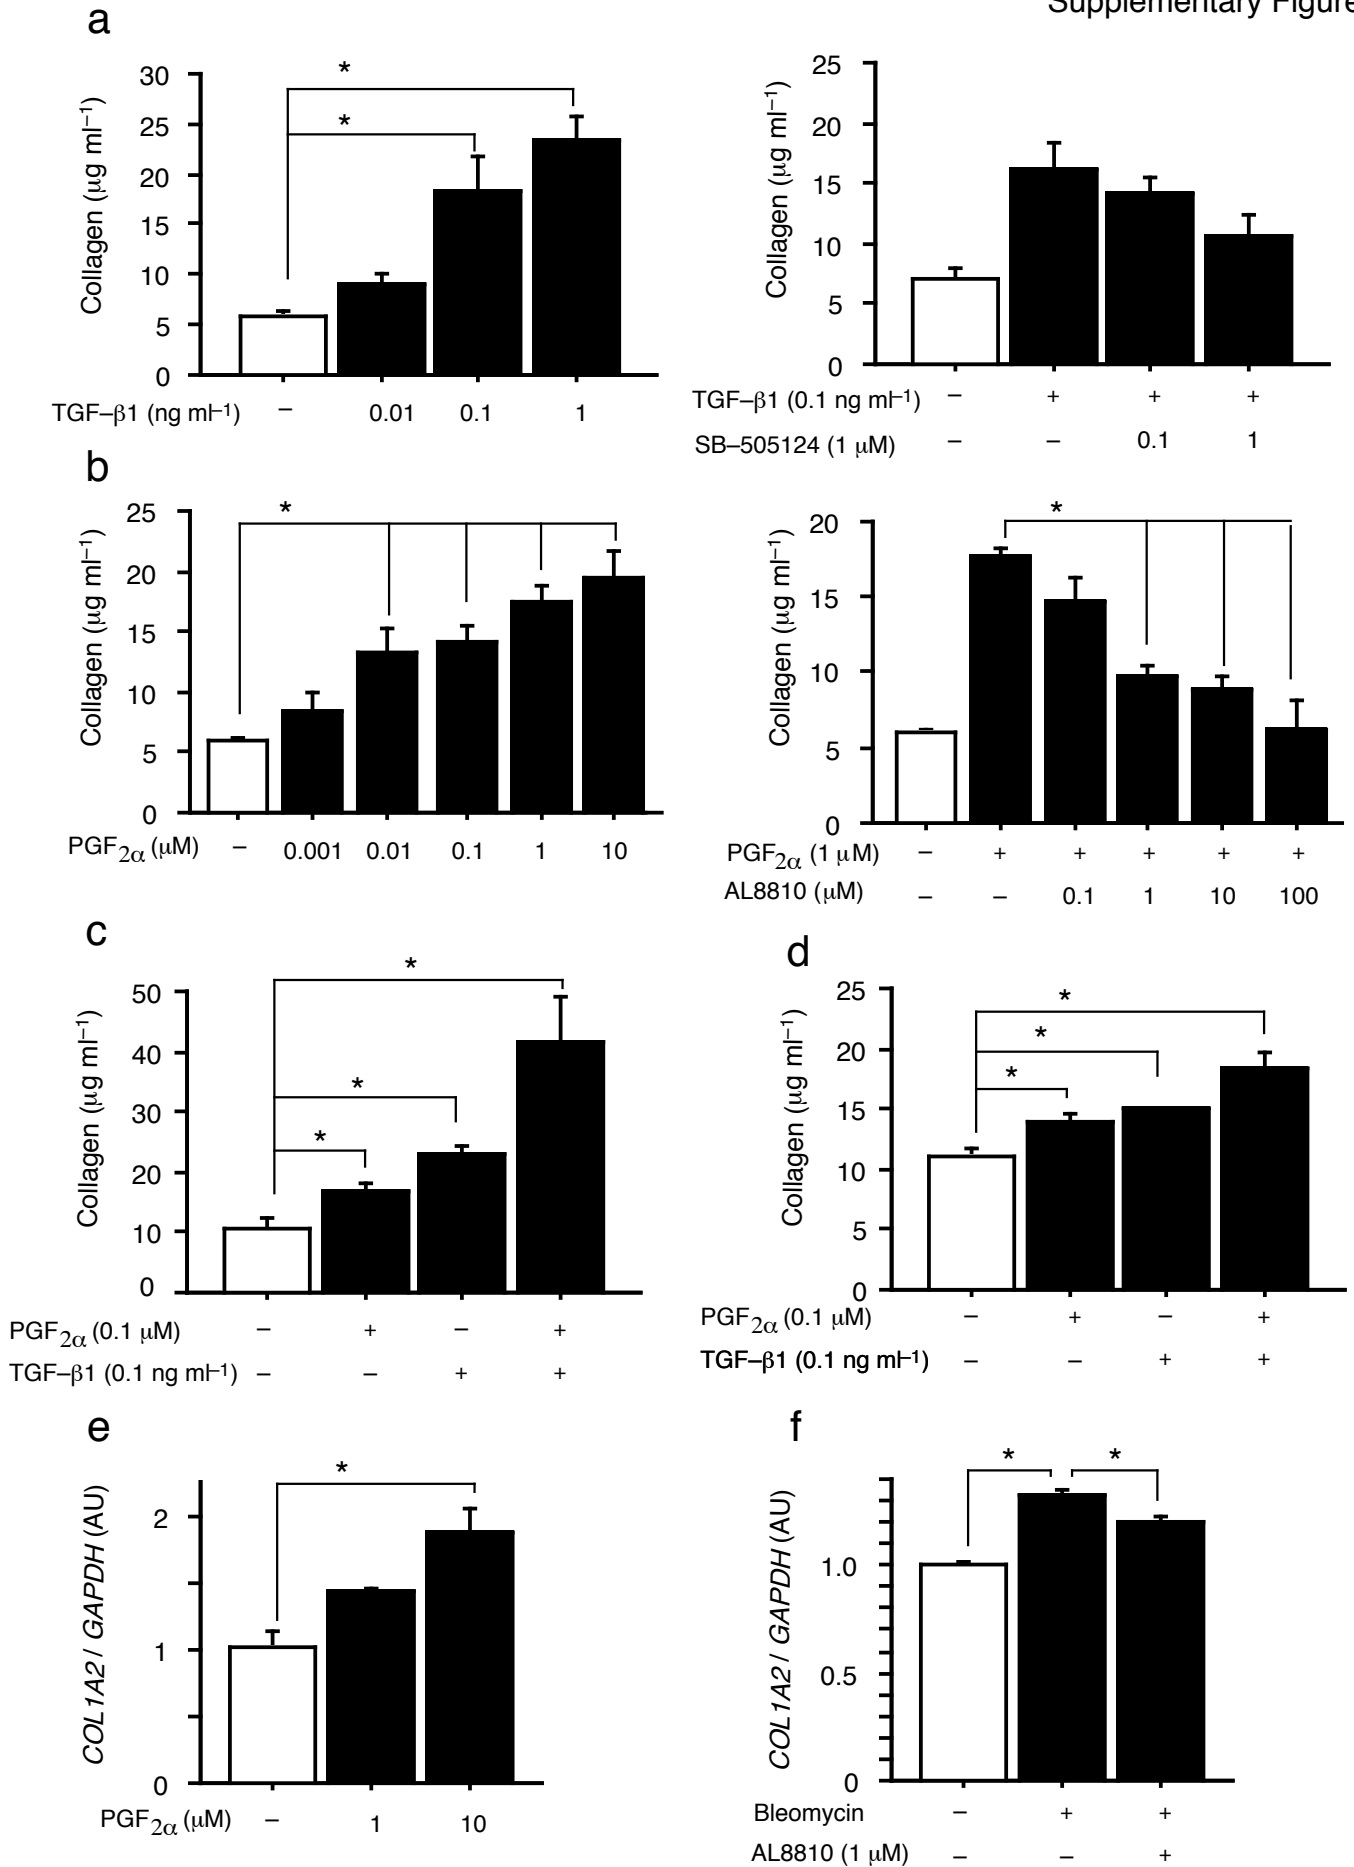 Supplementary Figure
a
*
*
30
25
20
15
10
5
0
Collagen (μg ml–1)
TGF–β1 (ng ml–1) – 0.01 0.1 1
25
20
15
10
5
0
Collagen (μg ml–1)
TGF–β1 (0.1 ng ml–1) – + + +
SB–505124 (1 μM) – – 0.1 1
b
*
25
20
15
10
5
0
Collagen (μg ml–1)
PGF2α (μM) – 0.001 0.01 0.1 1 10
*
20
15
10
5
0
Collagen (μg ml–1)
PGF2α (1 μM) – + + + + +
AL8810 (μM) – – 0.1 1 10 100
c
*
*
*
50
40
30
20
10
0
Collagen (μg ml–1)
PGF2α (0.1 μM) – + – +
TGF–β1 (0.1 ng ml–1) – – + +
d
*
*
*
25
20
15
10
5
0
Collagen (μg ml–1)
PGF2α (0.1 μM) – + – +
TGF–β1 (0.1 ng ml–1) – – + +
e
*
2
1
0
COL1A2 / GAPDH (AU)
PGF2α (μM) – 1 10
f
* *
1.0
0.5
0
COL1A2 / GAPDH (AU)
Bleomycin – + +
AL8810 (1 μM) – – +